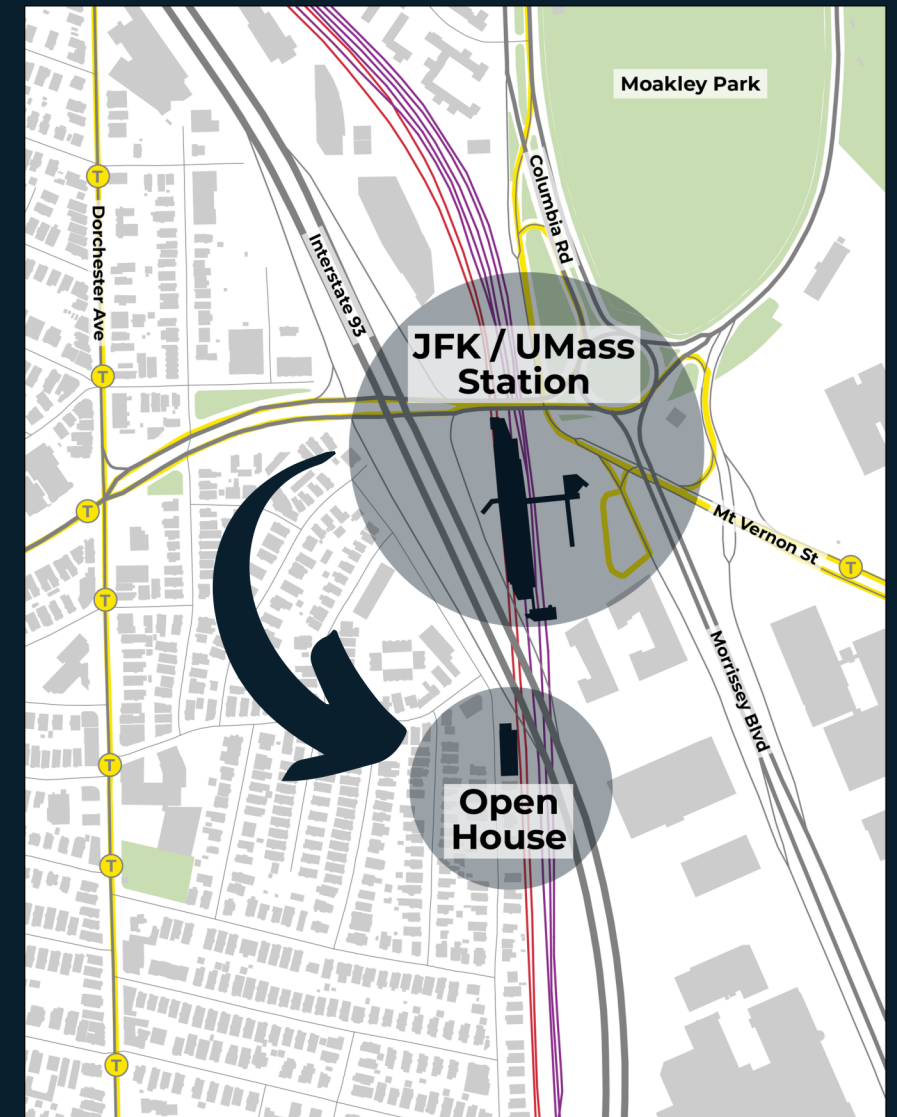 Moakley Park
Columbia Rd
T
Dorchester Ave
Interstate 93
JFK / UMass
Station
T
T
Mt Vernon St
T
T
Morrissey Blvd
T
Open
House
T
T